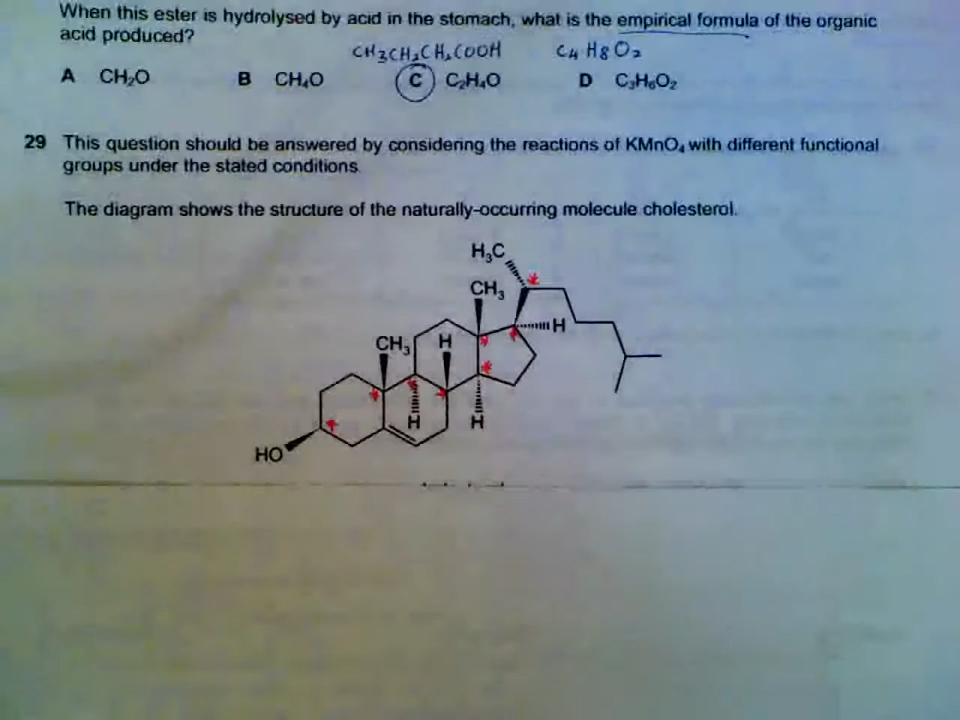 When this ester is hydrolysed by acid in the stomach, what is the empirical formula of the organic
acid produced?
CH3CH2CH2COOH C4H8O2
A CH₂O B CH₄O C C₂H₄O D C₃H₆O₂
29 This question should be answered by considering the reactions of KMnO₄ with different functional
groups under the stated conditions.
The diagram shows the structure of the naturally-occurring molecule cholesterol.
H₃C
CH₃
H
CH₃ H
H H
HO